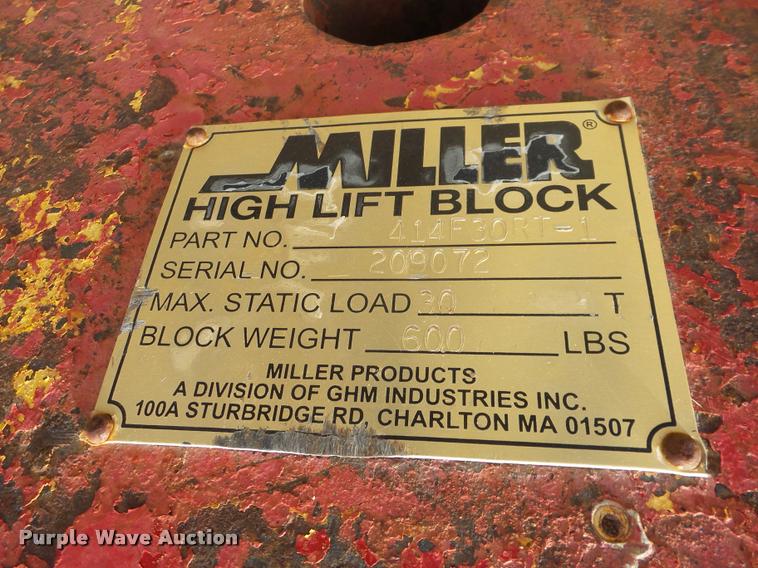 MILLER®
HIGH LIFT BLOCK
PART NO. 414F30RT-1
SERIAL NO. 209072
MAX. STATIC LOAD 30 T
BLOCK WEIGHT 600 LBS
MILLER PRODUCTS
A DIVISION OF GHM INDUSTRIES INC.
100A STURBRIDGE RD, CHARLTON MA 01507
Purple Wave Auction